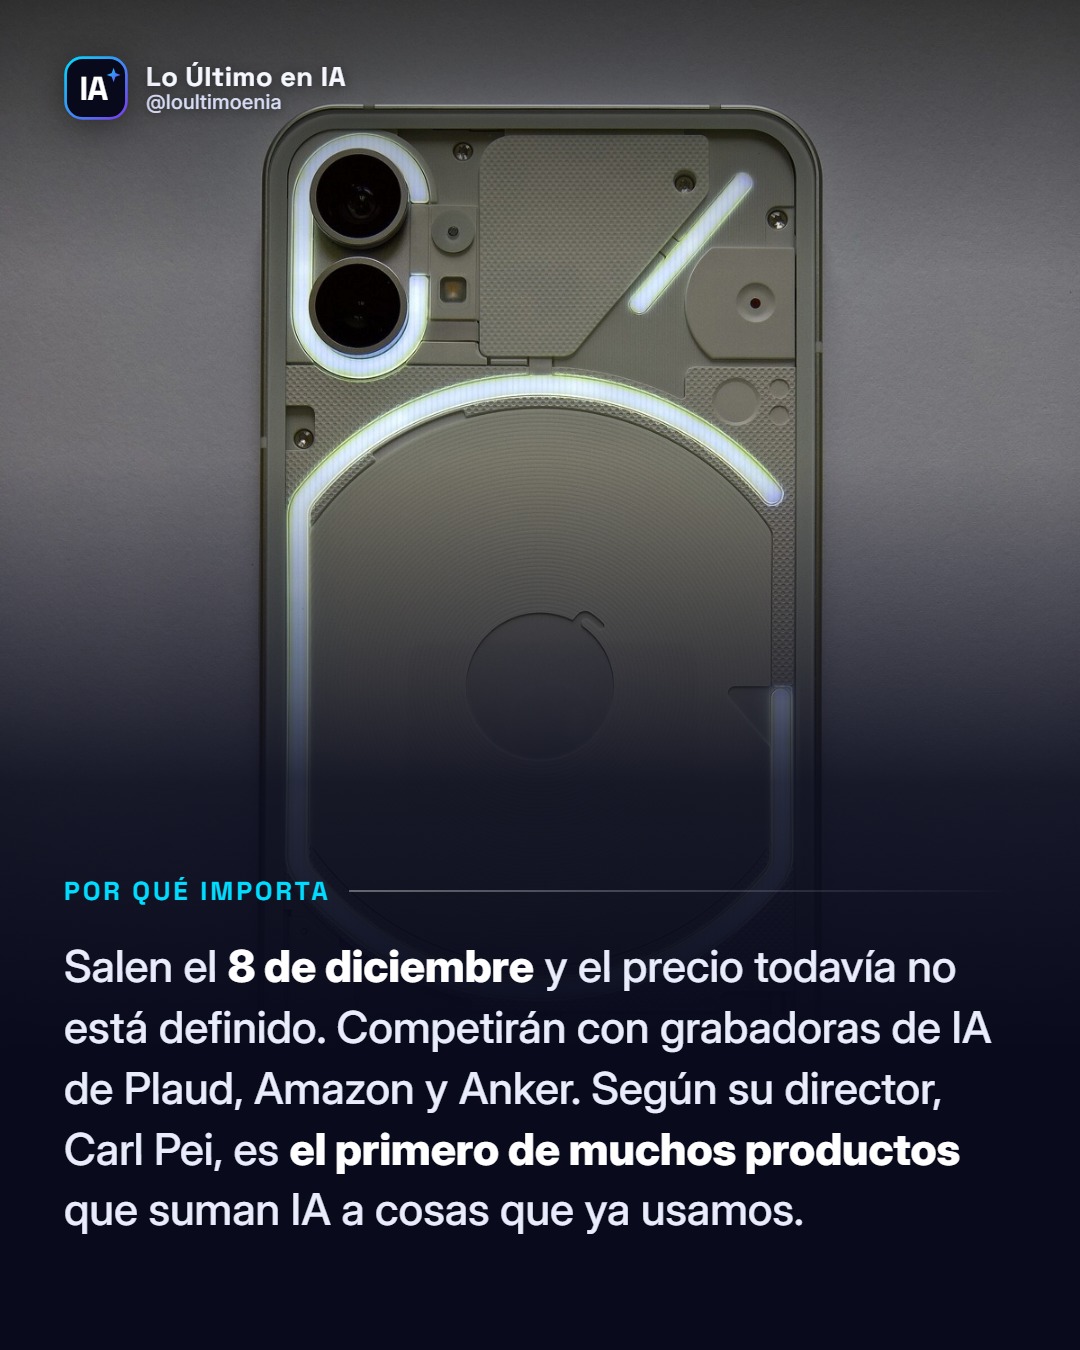 IA
Lo Último en IA
@loultimoenia
POR QUÉ IMPORTA
Salen el 8 de diciembre y el precio todavía no
está definido. Competirán con grabadoras de IA
de Plaud, Amazon y Anker. Según su director,
Carl Pei, es el primero de muchos productos
que suman IA a cosas que ya usamos.